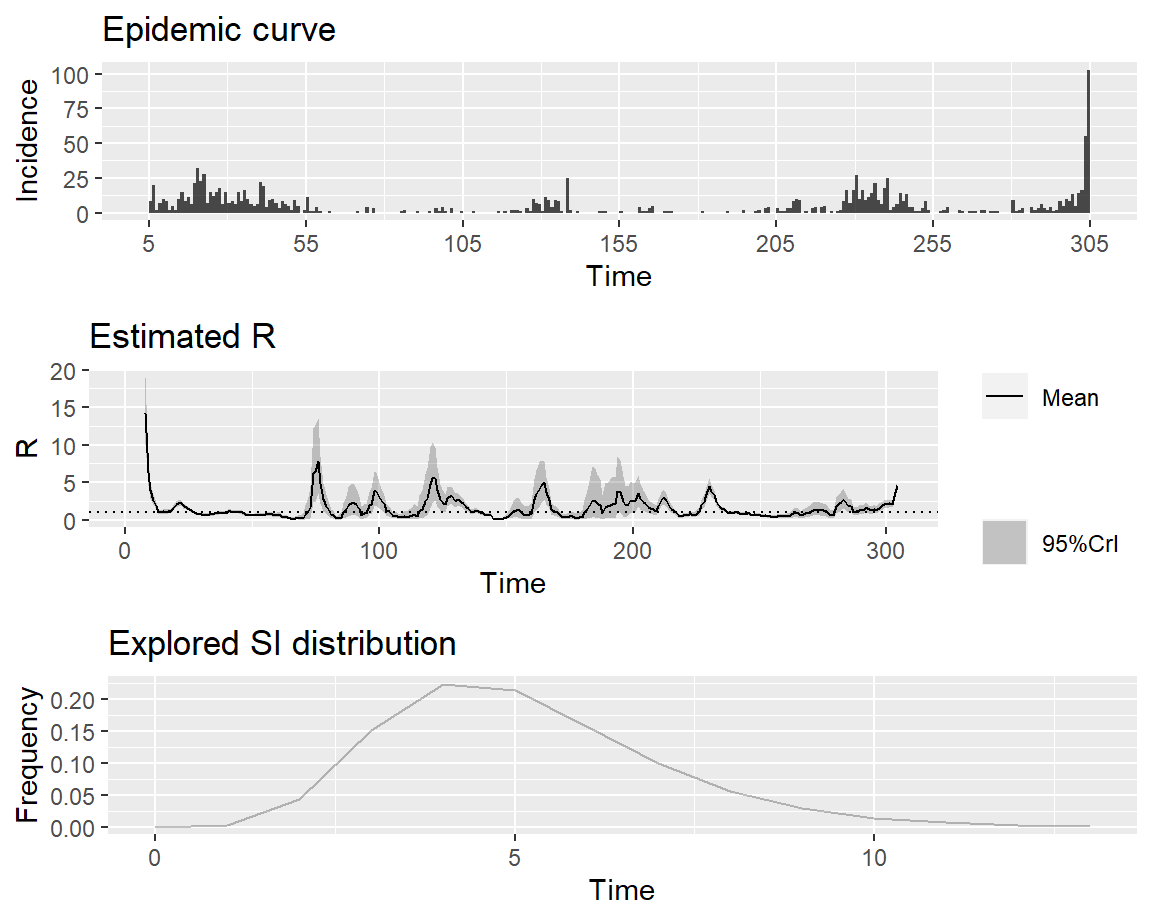 Epidemic curve
100
75
50
25
0
Incidence
5 55 105 155 205 255 305
Time
Estimated R
20
15
10
5
0
R
0 100 200 300
Time
Mean
95%CrI
Explored SI distribution
0.20
0.15
0.10
0.05
0.00
Frequency
0 5 10
Time